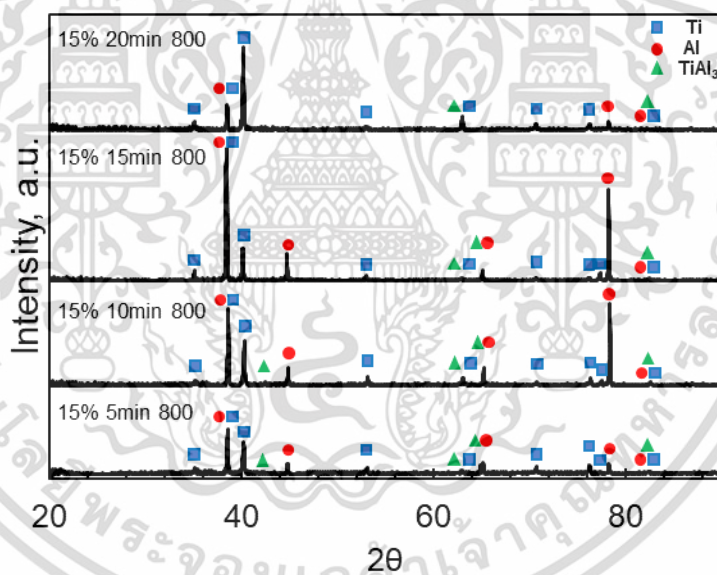 15% 20min 800
Ti
Al
TiAl₃
15% 15min 800
15% 10min 800
15% 5min 800
Intensity, a.u.
20
40
60
80
2θ